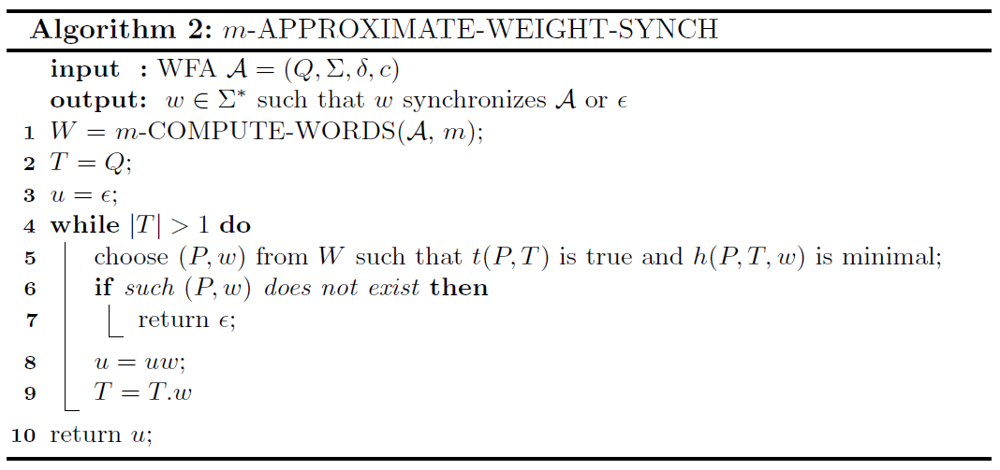 Algorithm 2: m-APPROXIMATE-WEIGHT-SYNCH
input : WFA 𝒜 = (Q, Σ, δ, c)
output: w ∈ Σ* such that w synchronizes 𝒜 or ϵ
1 W = m-COMPUTE-WORDS(𝒜, m);
2 T = Q;
3 u = ϵ;
4 while |T| > 1 do
5 choose (P, w) from W such that t(P, T) is true and h(P, T, w) is minimal;
6 if such (P, w) does not exist then
7 return ϵ;
8 u = uw;
9 T = T.w
10 return u;